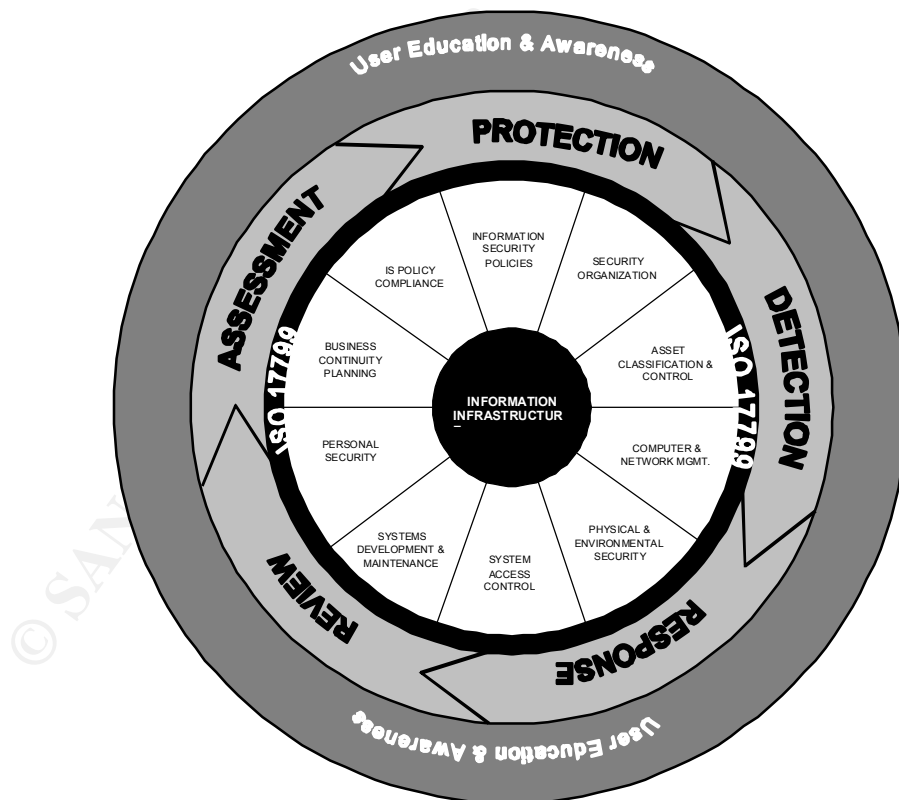 User Education & Awareness
PROTECTION
ASSESSMENT
DETECTION
RESPONSE
REVIEW
ISO 17799
ISO 17799
INFORMATION
SECURITY
POLICIES
SECURITY
ORGANIZATION
ASSET
CLASSIFICATION &
CONTROL
COMPUTER &
NETWORK MGMT.
PHYSICAL &
ENVIRONMENTAL
SECURITY
SYSTEM
ACCESS
CONTROL
SYSTEMS
DEVELOPMENT &
MAINTENANCE
PERSONAL
SECURITY
BUSINESS
CONTINUITY
PLANNING
IS POLICY
COMPLIANCE
INFORMATION
INFRASTRUCTUR
User Education & Awareness
© SAN